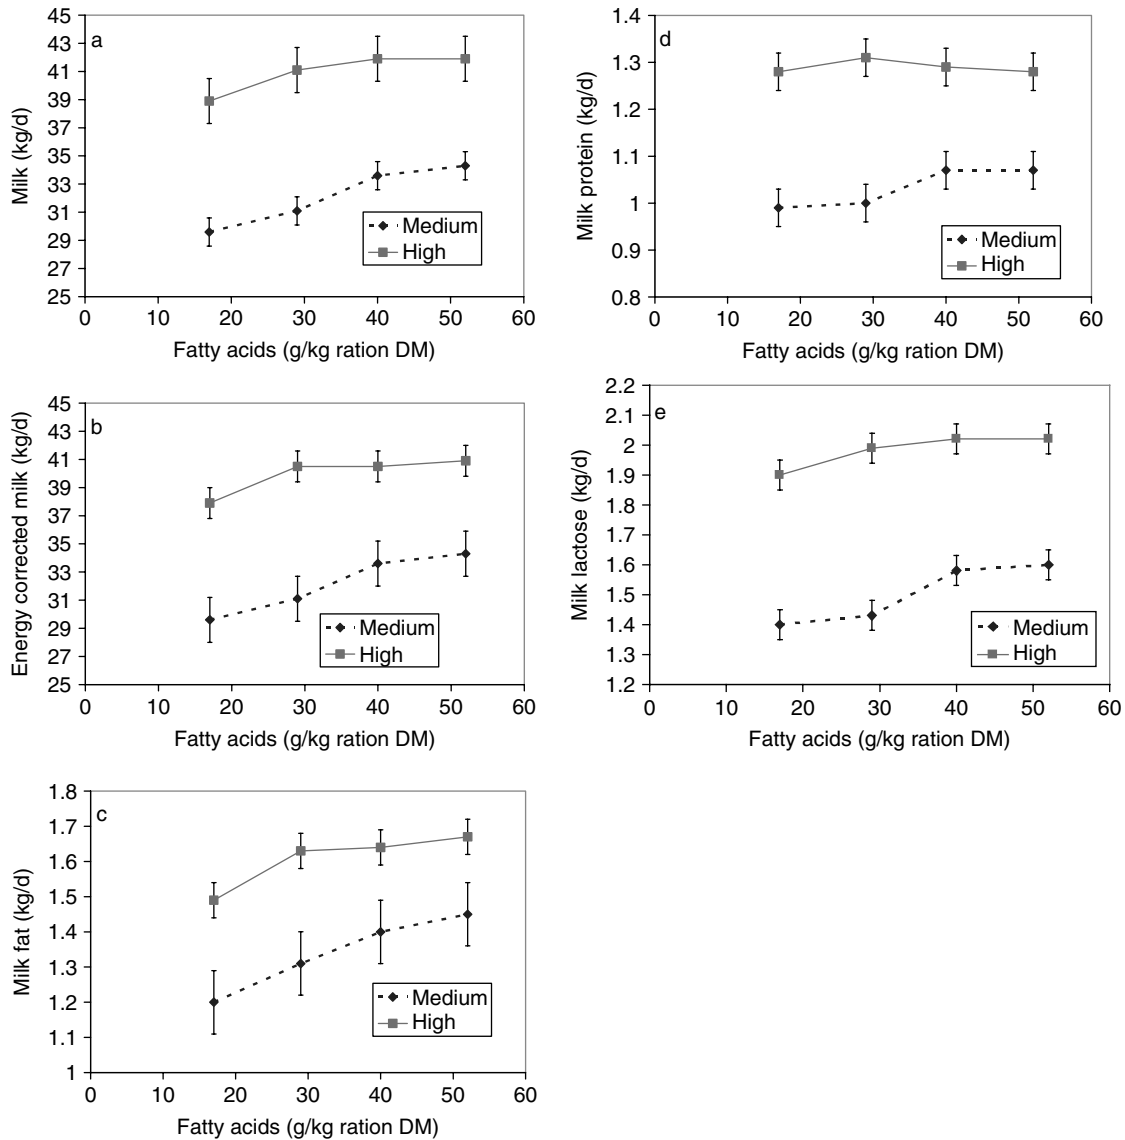 a
Milk (kg/d)
45
43
41
39
37
35
33
31
29
27
25
0 10 20 30 40 50 60
Fatty acids (g/kg ration DM)
Medium
High
d
Milk protein (kg/d)
1.4
1.3
1.2
1.1
1
0.9
0.8
0 10 20 30 40 50 60
Fatty acids (g/kg ration DM)
Medium
High
b
Energy corrected milk (kg/d)
45
43
41
39
37
35
33
31
29
27
25
0 10 20 30 40 50 60
Fatty acids (g/kg ration DM)
Medium
High
e
Milk lactose (kg/d)
2.2
2.1
2
1.9
1.8
1.7
1.6
1.5
1.4
1.3
1.2
0 10 20 30 40 50 60
Fatty acids (g/kg ration DM)
Medium
High
c
Milk fat (kg/d)
1.8
1.7
1.6
1.5
1.4
1.3
1.2
1.1
1
0 10 20 30 40 50 60
Fatty acids (g/kg ration DM)
Medium
High